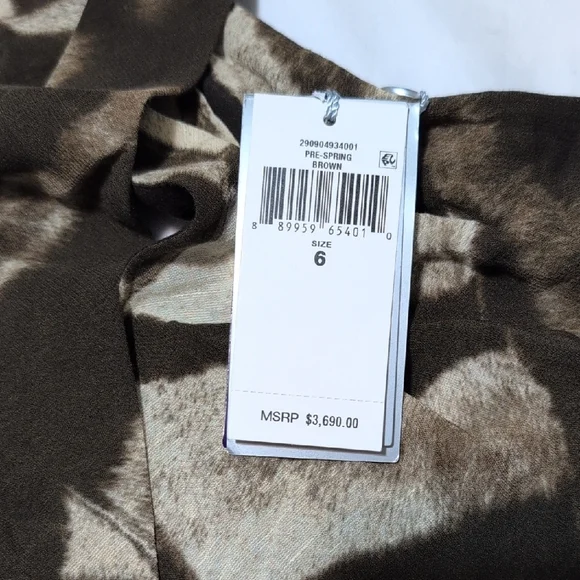 290904934001
PRE-SPRING
BROWN
8 89959 65401 0
SIZE
6
MSRP $3,690.00